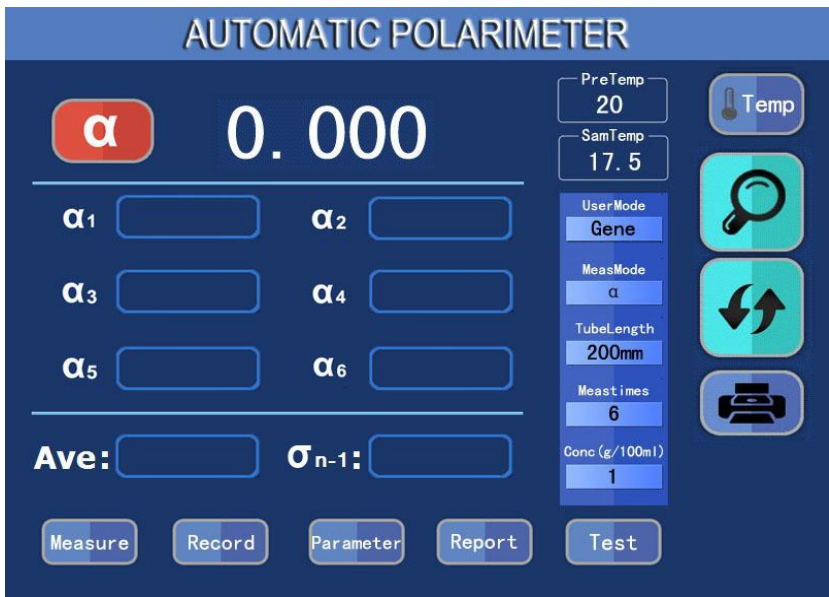 AUTOMATIC POLARIMETER
PreTemp
20
Temp
α
0. 000
SamTemp
17. 5
α1
α2
UserMode
Gene
MeasMode
α
α3
α4
TubeLength
200mm
α5
α6
Meastimes
6
Ave:
σn-1:
Conc(g/100ml)
1
Measure
Record
Parameter
Report
Test